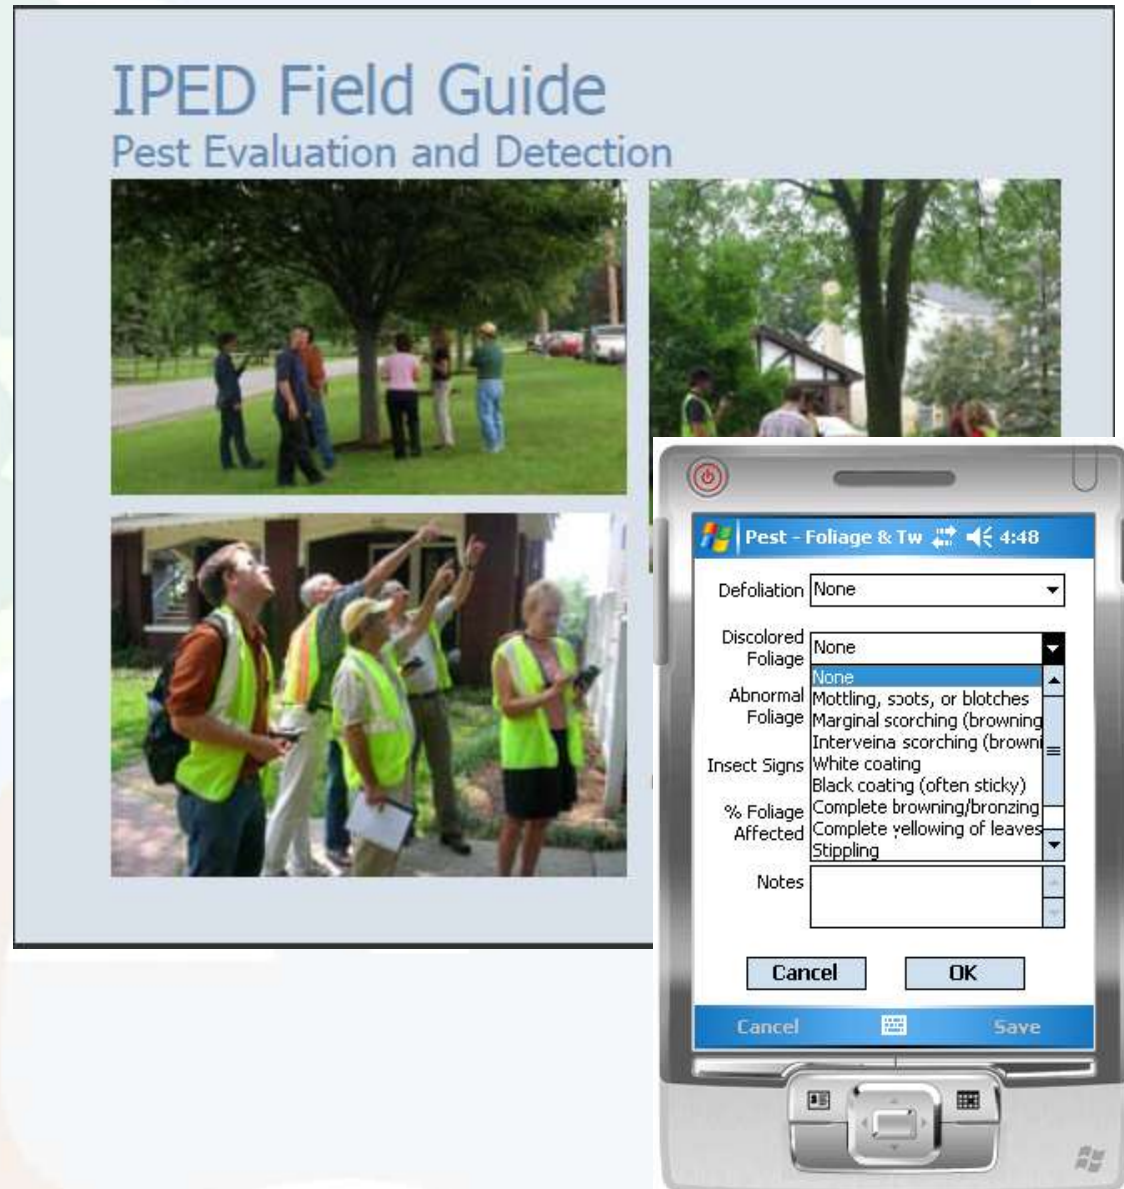 IPED Field Guide
Pest Evaluation and Detection
Pest - Foliage & Tw 4:48
Defoliation None
Discolored Foliage None
None
Mottling, spots, or blotches
Marginal scorching (browning
Interveina scorching (browni
White coating
Black coating (often sticky)
Complete browning/bronzing
Complete yellowing of leaves
Stippling
Abnormal Foliage
Insect Signs
% Foliage Affected
Notes
Cancel OK
Cancel Save